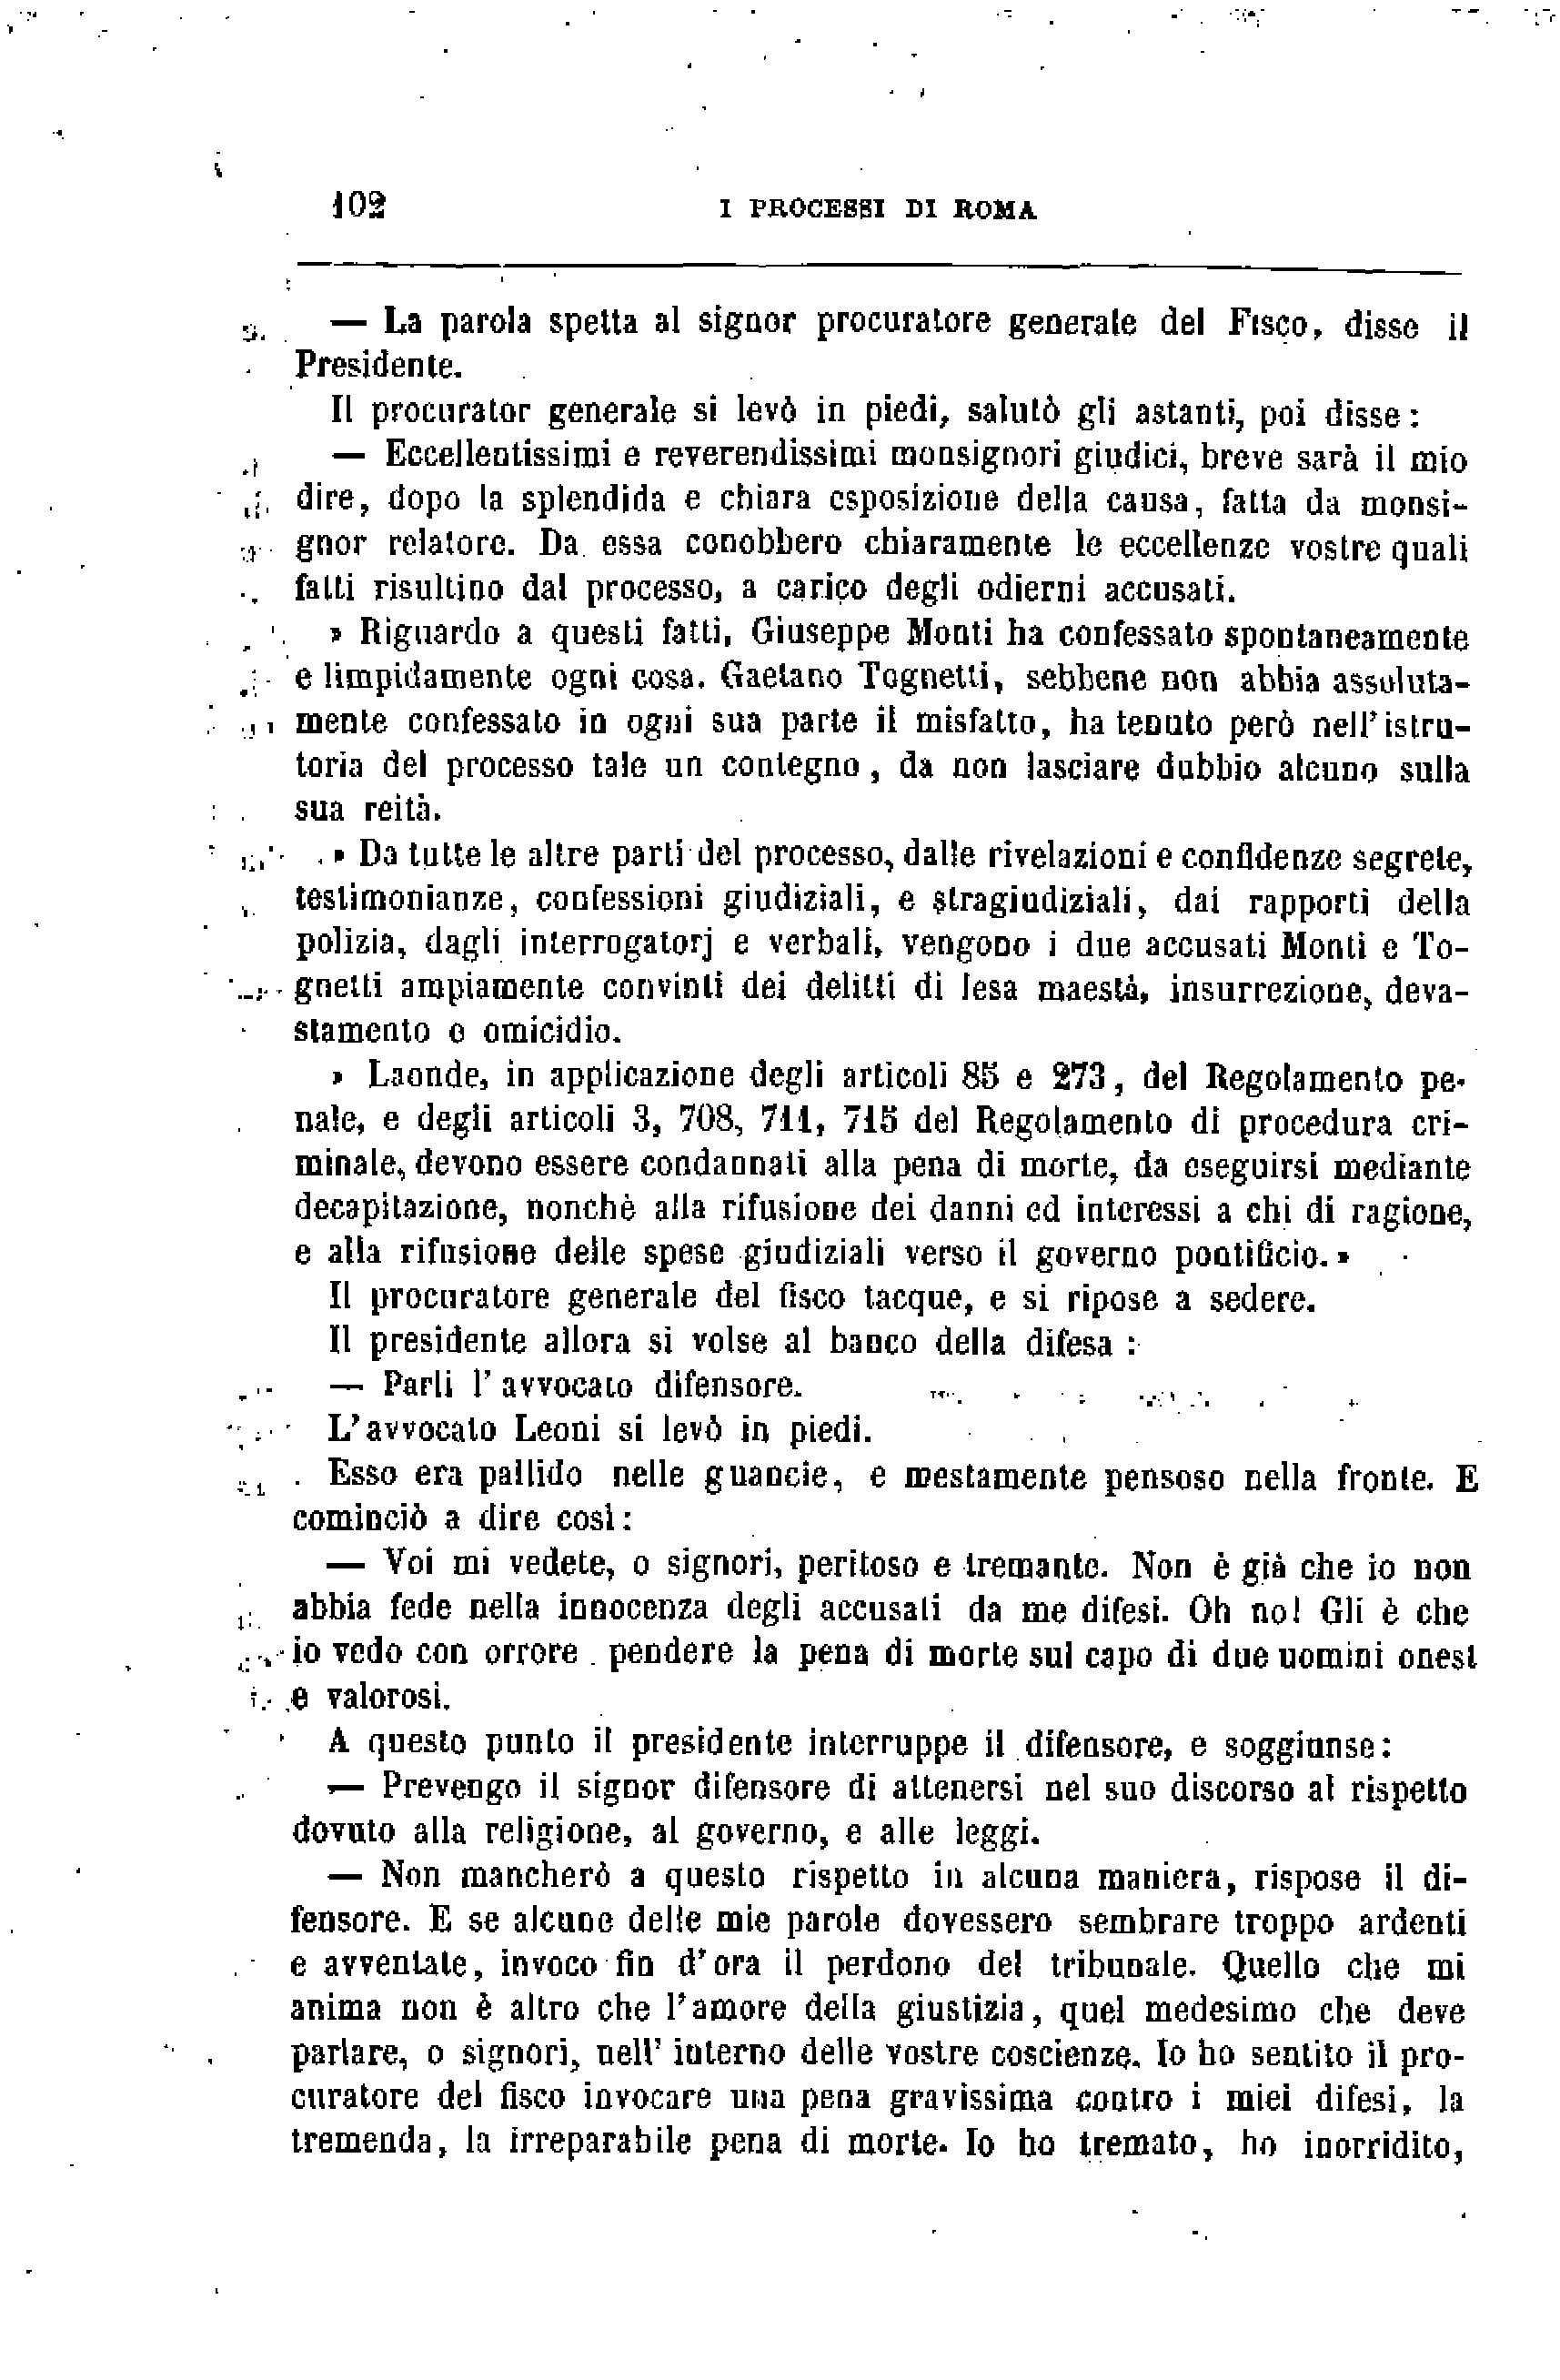 102 I PROCESSI DI ROMA
— La parola spetta al signor procuratore generale del Fisco, disse il
Presidente.
Il procurator generale si levò in piedi, salutò gli astanti, poi disse:
— Eccellentissimi e reverendissimi monsignori giudici, breve sarà il mio
dire, dopo la splendida e chiara esposizione della causa, fatta da monsi-
gnor relatore. Da essa conobbero chiaramente le eccellenze vostre quali
fatti risultino dal processo, a carico degli odierni accusati.
» Riguardo a questi fatti, Giuseppe Monti ha confessato spontaneamente
e limpidamente ogni cosa. Gaetano Tognetti, sebbene non abbia assoluta-
mente confessato in ogni sua parte il misfatto, ha tenuto però nell'istru-
toria del processo tale un contegno, da non lasciare dubbio alcuno sulla
sua reità.
» Da tutte le altre parti del processo, dalle rivelazioni e confidenze segrete,
testimonianze, confessioni giudiziali, e stragiudiziali, dai rapporti della
polizia, dagli interrogatorj e verbali, vengono i due accusati Monti e To-
gnetti ampiamente convinti dei delitti di lesa maestà, insurrezione, deva-
stamento e omicidio.
» Laonde, in applicazione degli articoli 85 e 273, del Regolamento pe-
nale, e degli articoli 3, 708, 711, 715 del Regolamento di procedura cri-
minale, devono essere condannati alla pena di morte, da eseguirsi mediante
decapitazione, nonchè alla rifusione dei danni ed interessi a chi di ragione,
e alla rifusione delle spese giudiziali verso il governo pontificio. »
Il procuratore generale del fisco tacque, e si ripose a sedere.
Il presidente allora si volse al banco della difesa :
— Parli l'avvocato difensore.
L'avvocato Leoni si levò in piedi.
Esso era pallido nelle guancie, e mestamente pensoso nella fronte. E
cominciò a dire così:
— Voi mi vedete, o signori, peritoso e tremante. Non è già che io non
abbia fede nella innocenza degli accusati da me difesi. Oh no! Gli è che
io vedo con orrore pendere la pena di morte sul capo di due uomini onest
e valorosi.
A questo punto il presidente interruppe il difensore, e soggiunse:
— Prevengo il signor difensore di attenersi nel suo discorso al rispetto
dovuto alla religione, al governo, e alle leggi.
— Non mancherò a questo rispetto in alcuna maniera, rispose il di-
fensore. E se alcune delle mie parole dovessero sembrare troppo ardenti
e avventate, invoco fin d'ora il perdono del tribunale. Quello che mi
anima non è altro che l'amore della giustizia, quel medesimo che deve
parlare, o signori, nell'interno delle vostre coscienze. Io ho sentito il pro-
curatore del fisco invocare una pena gravissima contro i miei difesi, la
tremenda, la irreparabile pena di morte. Io ho tremato, ho inorridito,